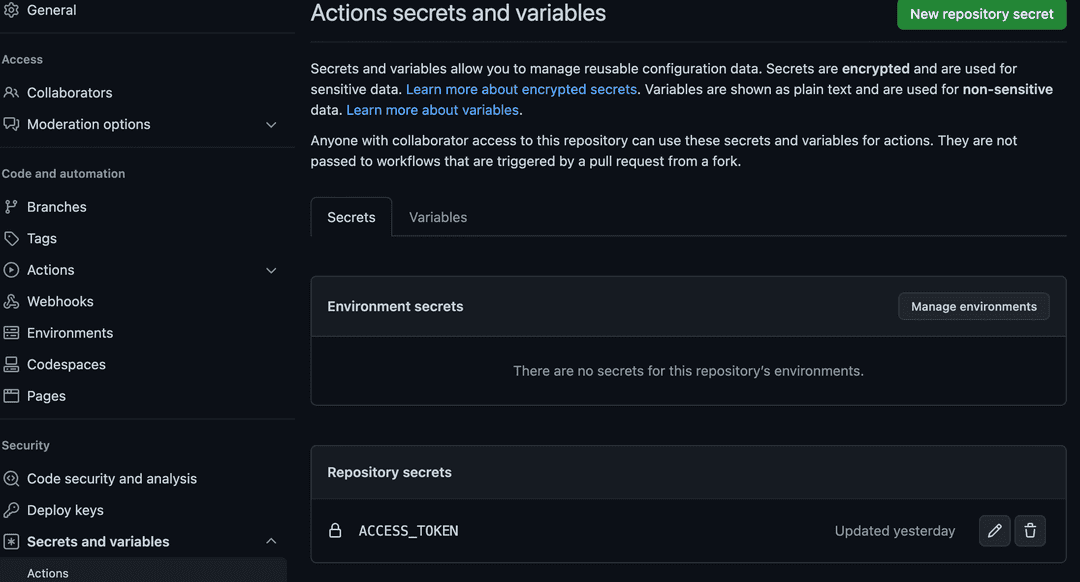 General
Access
Collaborators
Moderation options
Code and automation
Branches
Tags
Actions
Webhooks
Environments
Codespaces
Pages
Security
Code security and analysis
Deploy keys
Secrets and variables
Actions
Actions secrets and variables
New repository secret
Secrets and variables allow you to manage reusable configuration data. Secrets are encrypted and are used for
sensitive data. Learn more about encrypted secrets. Variables are shown as plain text and are used for non-sensitive
data. Learn more about variables.
Anyone with collaborator access to this repository can use these secrets and variables for actions. They are not
passed to workflows that are triggered by a pull request from a fork.
Secrets
Variables
Environment secrets
Manage environments
There are no secrets for this repository's environments.
Repository secrets
ACCESS_TOKEN
Updated yesterday